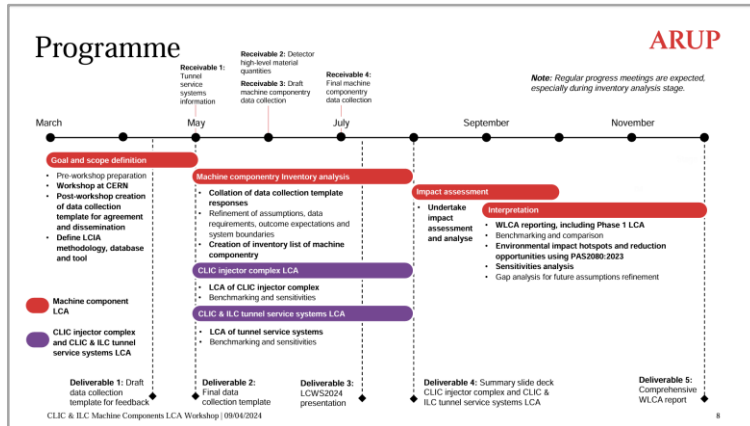 Programme
ARUP
Receivable 1:
Tunnel
service
systems
information
Receivable 2: Detector
high-level material
quantities
Receivable 3: Draft
machine componentry
data collection
Receivable 4:
Final machine
componentry
data collection
Note: Regular progress meetings are expected,
especially during inventory analysis stage.
March
May
July
September
November
Goal and scope definition
• Pre-workshop preparation
• Workshop at CERN
• Post-workshop creation
of data collection
template for agreement
and dissemination
• Define LCIA
methodology, database
and tool
Machine componentry Inventory analysis
• Collation of data collection template
responses
• Refinement of assumptions, data
requirements, outcome expectations and
system boundaries
• Creation of inventory list of machine
componentry
Impact assessment
• Undertake
impact
assessment
and analyse
Interpretation
• WLCA reporting, including Phase 1 LCA
• Benchmarking and comparison
• Environmental impact hotspots and reduction
opportunities using PAS2080:2023
• Sensitivities analysis
• Gap analysis for future assumptions refinement
CLIC injector complex LCA
• LCA of CLIC injector complex
• Benchmarking and sensitivities
CLIC & ILC tunnel service systems LCA
• LCA of tunnel service systems
• Benchmarking and sensitivities
Machine component
LCA
CLIC injector complex
and CLIC & ILC tunnel
service systems LCA
Deliverable 1: Draft
data collection
template for feedback
Deliverable 2:
Final data
collection template
Deliverable 3:
LCWS2024
presentation
Deliverable 4: Summary slide deck
CLIC injector complex and CLIC &
ILC tunnel service systems LCA
Deliverable 5:
Comprehensive
WLCA report
CLIC & ILC Machine Components LCA Workshop | 09/04/2024
8